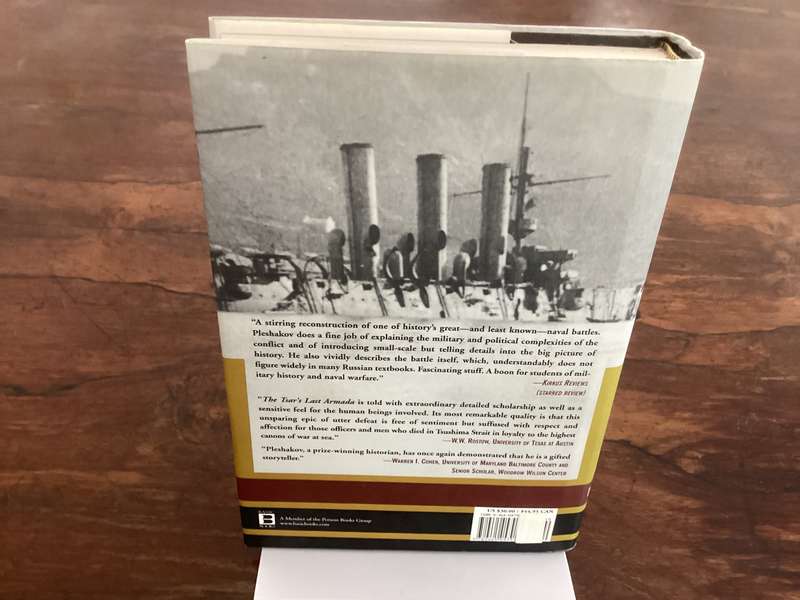 "A stirring reconstruction of one of history's great—and least known—naval battles.
Pleshakov does a fine job of explaining the military and political complexities of the
conflict and of introducing small-scale but telling details into the big picture of
history. He also vividly describes the battle itself, which, understandably does not
figure widely in many Russian textbooks. Fascinating stuff. A boon for students of mil-
itary history and naval warfare."
—Kirkus Reviews
(starred review)
"The Tsar's Last Armada is told with extraordinary detailed scholarship as well as a
sensitive feel for the human beings involved. Its most remarkable quality is that this
unsparing epic of utter defeat is free of sentiment but suffused with respect and
affection for those officers and men who died in Tsushima Strait in loyalty to the highest
canons of war at sea."
—W.W. Rostow, University of Texas at Austin
"Pleshakov, a prize-winning historian, has once again demonstrated that he is a gifted
storyteller."
—Warren I. Cohen, University of Maryland Baltimore County and
Senior Scholar, Woodrow Wilson Center
B
A Member of the Perseus Books Group
www.basicbooks.com
US $30.00
CAN